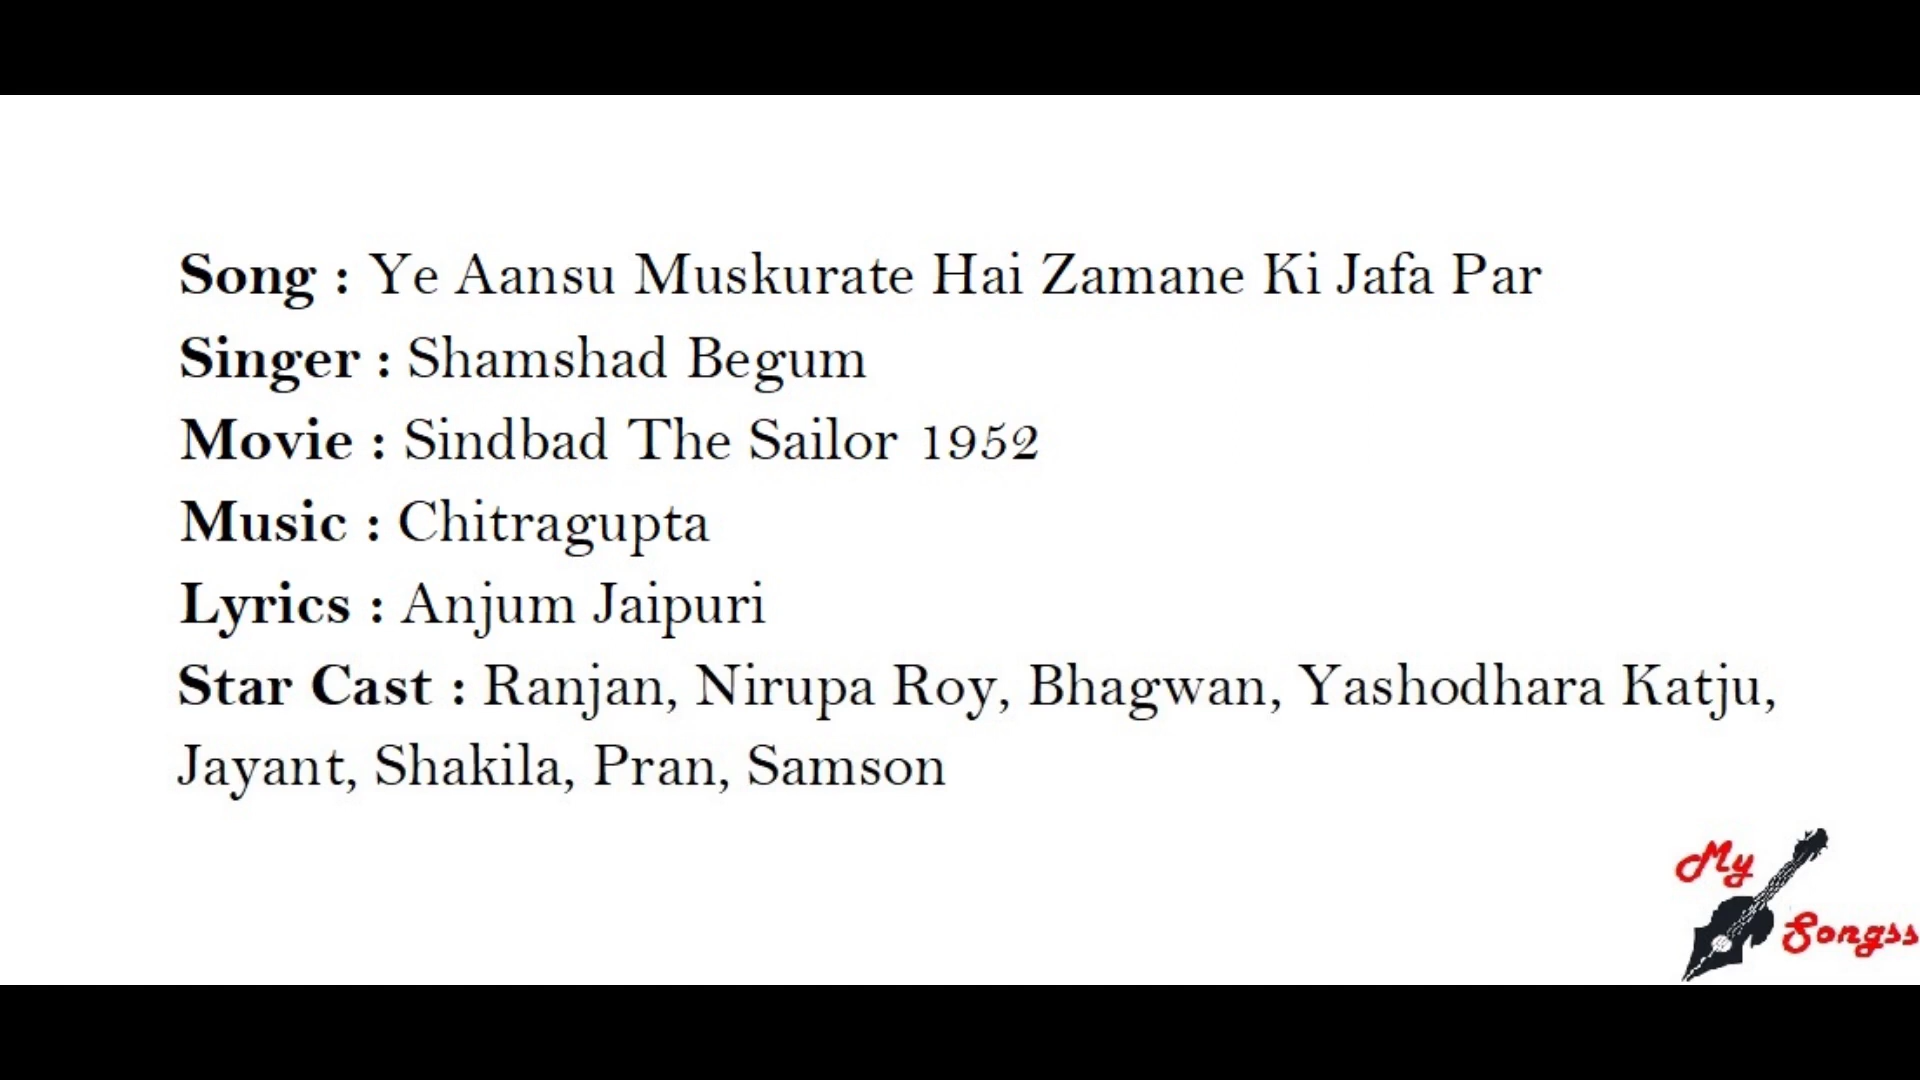 Song : Ye Aansu Muskurate Hai Zamane Ki Jafa Par
Singer : Shamshad Begum
Movie : Sindbad The Sailor 1952
Music : Chitragupta
Lyrics : Anjum Jaipuri
Star Cast : Ranjan, Nirupa Roy, Bhagwan, Yashodhara Katju,
Jayant, Shakila, Pran, Samson
My
Songss